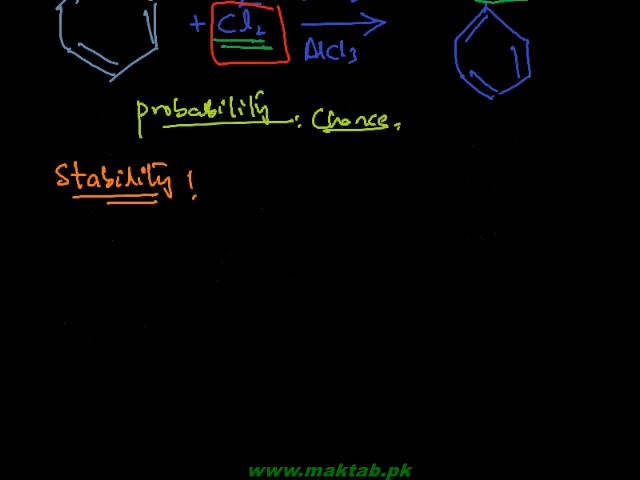 + Cl2
AlCl3
probability. Chance.
Stability!
www.maktab.pk